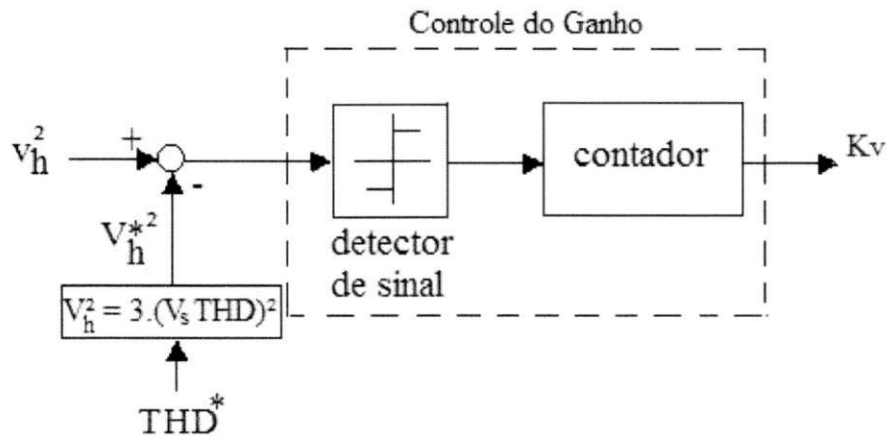 Controle do Ganho
v_h^2
+
-
contador
Kv
V_h^*2
detector
de sinal
V_h^2 = 3.(V_s THD)²
THD*